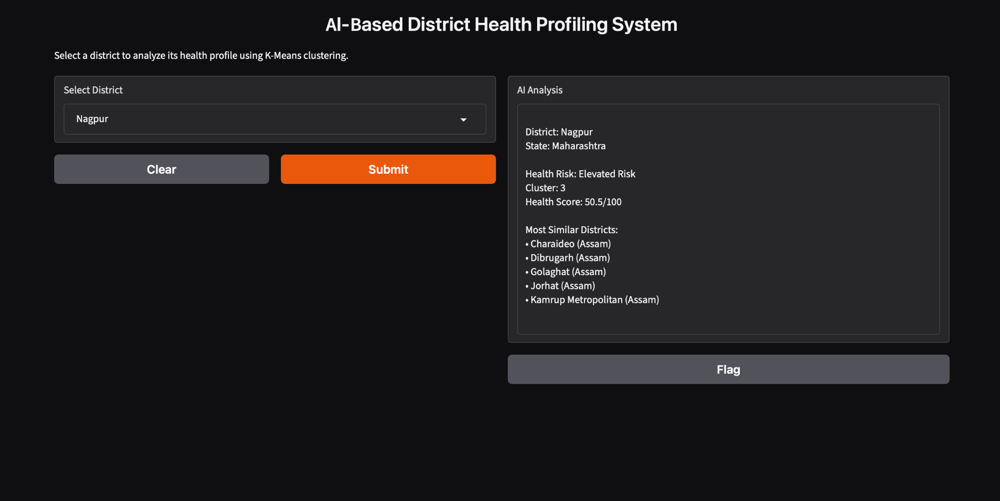 AI-Based District Health Profiling System
Select a district to analyze its health profile using K-Means clustering.
Select District
Nagpur
Clear
Submit
AI Analysis
District: Nagpur
State: Maharashtra
Health Risk: Elevated Risk
Cluster: 3
Health Score: 50.5/100
Most Similar Districts:
• Charaideo (Assam)
• Dibrugarh (Assam)
• Golaghat (Assam)
• Jorhat (Assam)
• Kamrup Metropolitan (Assam)
Flag